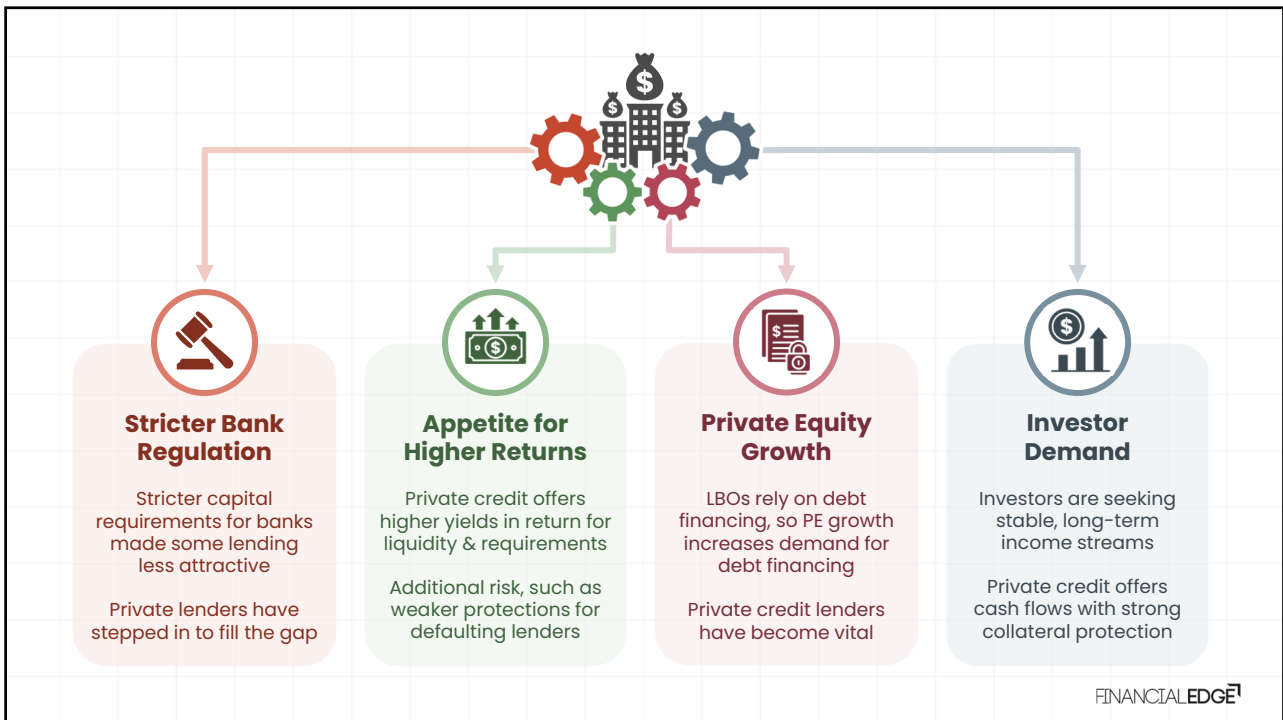 Stricter Bank
Regulation
Stricter capital
requirements for banks
made some lending
less attractive
Private lenders have
stepped in to fill the gap
Appetite for
Higher Returns
Private credit offers
higher yields in return for
liquidity & requirements
Additional risk, such as
weaker protections for
defaulting lenders
Private Equity
Growth
LBOs rely on debt
financing, so PE growth
increases demand for
debt financing
Private credit lenders
have become vital
Investor
Demand
Investors are seeking
stable, long-term
income streams
Private credit offers
cash flows with strong
collateral protection
FINANCIALEDGE